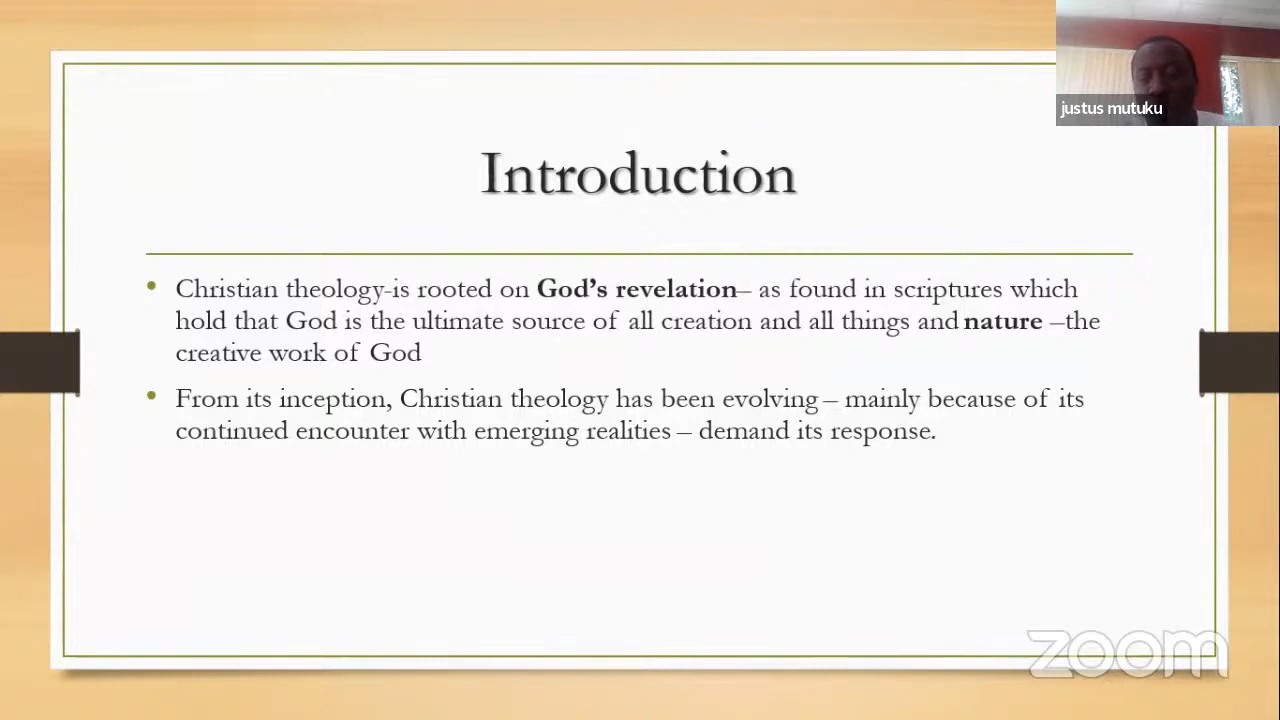 justus mutuku
Introduction
• Christian theology-is rooted on God’s revelation– as found in scriptures which
hold that God is the ultimate source of all creation and all things and nature –the
creative work of God
• From its inception, Christian theology has been evolving – mainly because of its
continued encounter with emerging realities – demand its response.
zoom